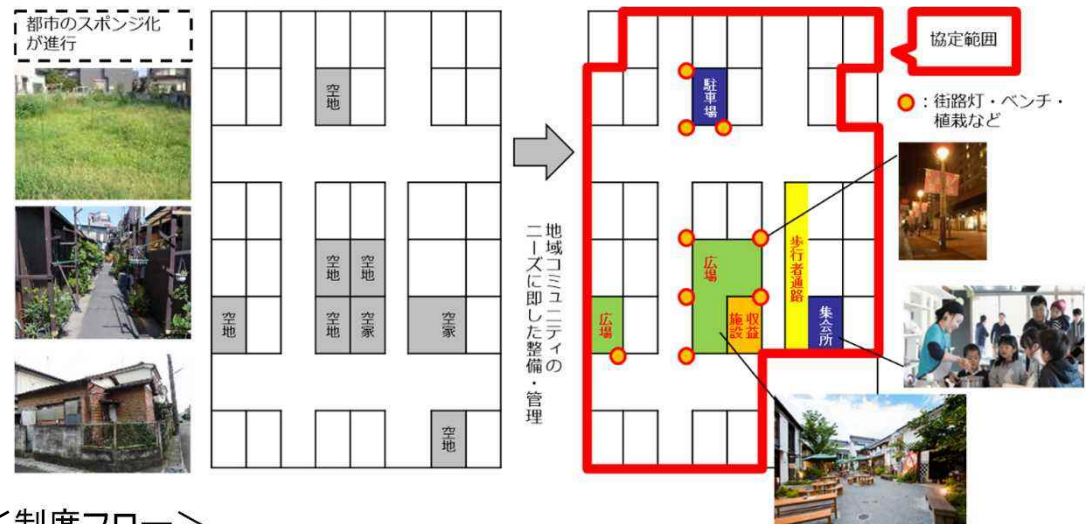 都市のスポンジ化
が進行
空地
空地
空地
空地
空家
空地
空家
空地
地域コミュニティの
ニーズに即した整備・管理
協定範囲
：街路灯・ベンチ・
植栽など
駐車場
広場
歩行者通路
広場
収益
施設
集会所
＜制度フロー＞